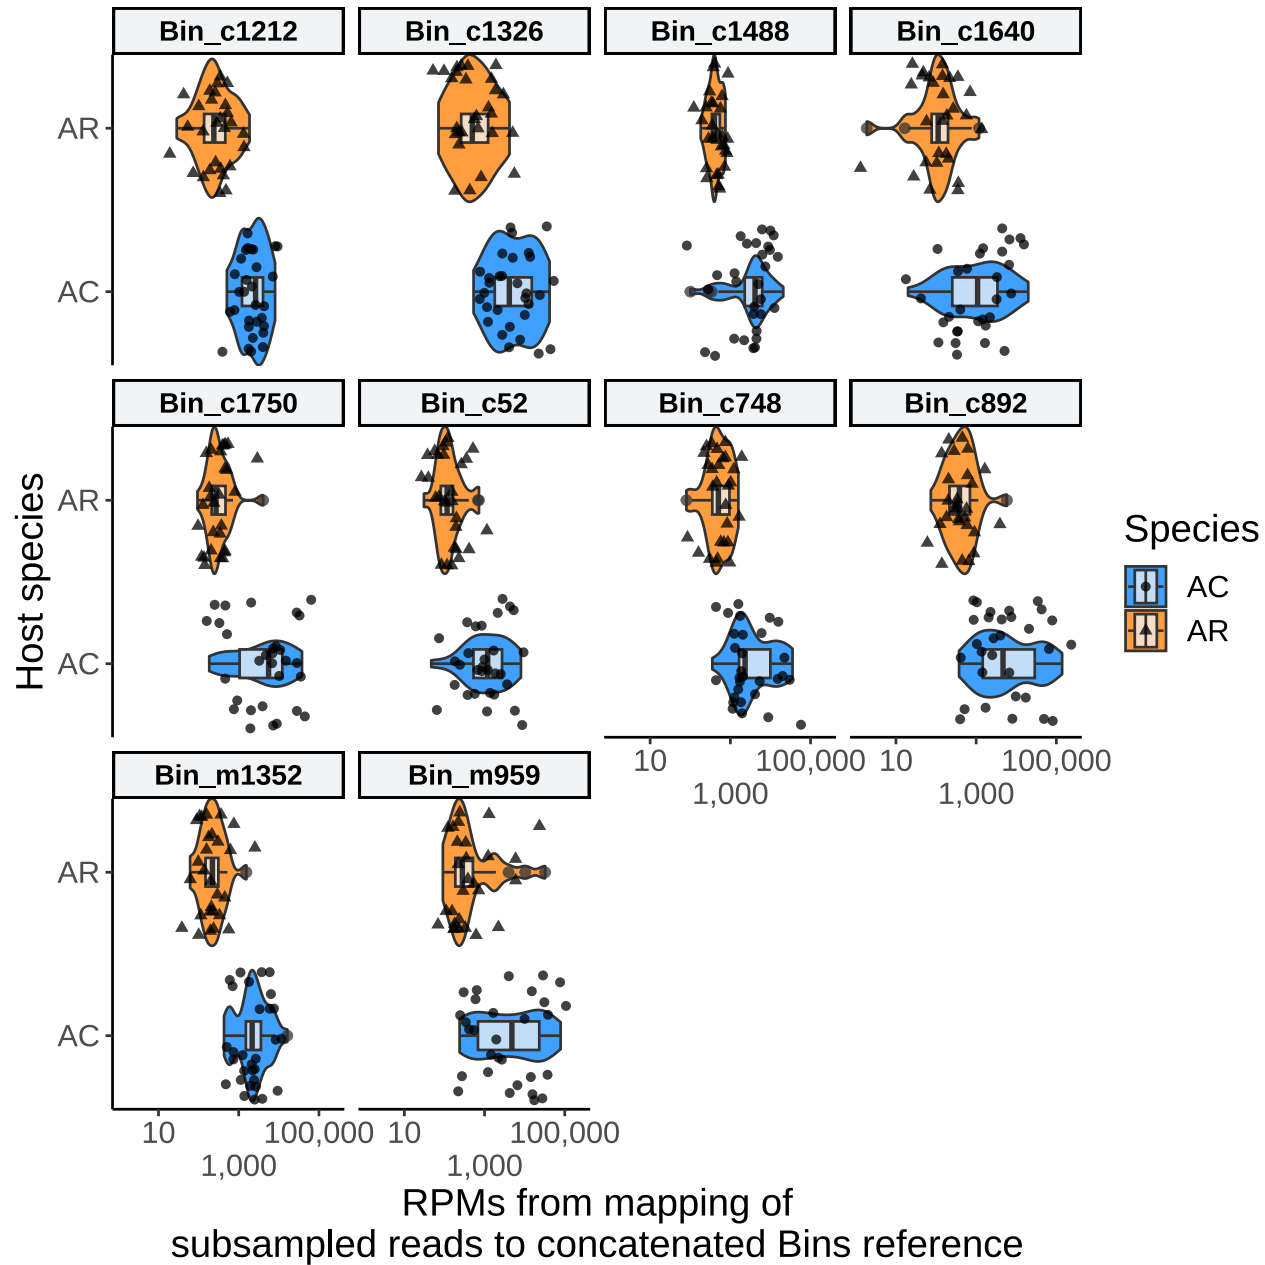 Bin_c1212 Bin_c1326 Bin_c1488 Bin_c1640
AR
AC
Bin_c1750 Bin_c52 Bin_c748 Bin_c892
Host species
AR
AC
10 100,000 10 100,000
1,000 1,000
Species
AC
AR
Bin_m1352 Bin_m959
AR
AC
10 100,000 10 100,000
1,000 1,000
RPMs from mapping of
subsampled reads to concatenated Bins reference